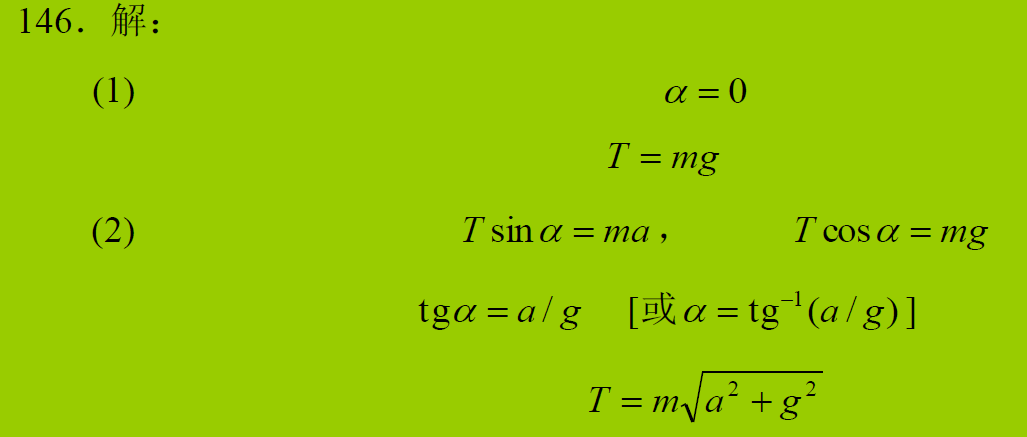 146．解：
(1) α = 0
T = mg
(2) T sin α = ma， T cos α = mg
tgα = a / g [或 α = tg⁻¹(a / g) ]
T = m√(a² + g²)